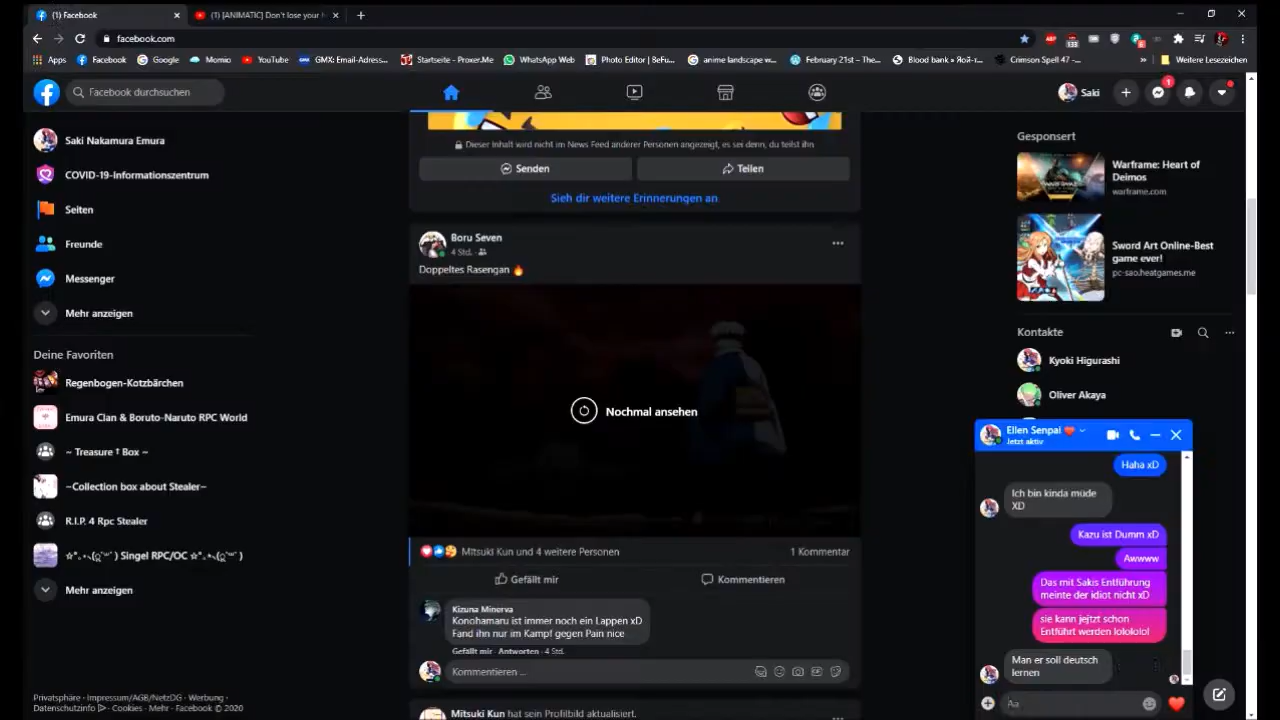 (1) Facebook
(1) [ANIMATIC] Don't lose your
facebook.com
Apps
Facebook
Google
Momio
YouTube
GMX: Email-Adress...
Startseite - Proxer.Me
WhatsApp Web
Photo Editor | BeFu...
anime landscape w...
February 21st – The...
Blood bank » Яой-т...
Crimson Spell 47 -...
Weitere Lesezeichen
Facebook durchsuchen
Saki
1
Saki Nakamura Emura
COVID-19-Informationszentrum
Seiten
Freunde
Messenger
Mehr anzeigen
Deine Favoriten
Regenbogen-Kotzbärchen
Emura Clan & Boruto-Naruto RPC World
~Collection box about Stealer~
R.I.P. 4 Rpc Stealer
Singel RPC/OC
Mehr anzeigen
Privatsphäre · Impressum/AGB/NetzDG · Werbung ·
Datenschutzinfo · Cookies · Mehr · Facebook © 2020
Dieser Inhalt wird nicht im News Feed anderer Personen angezeigt, es sei denn, du teilst ihn
Senden
Teilen
Sieh dir weitere Erinnerungen an
Boru Seven
4 Std. ·
Doppeltes Rasengan 🔥
Nochmal ansehen
Mitsuki Kun und 4 weitere Personen
1 Kommentar
Gefällt mir
Kommentieren
Kizuna Minerva
Konohamaru ist immer noch ein Lappen xD
Fand ihn nur im Kampf gegen Pain nice
Gefällt mir · Antworten · 4 Std.
Kommentieren ...
Mitsuki Kun hat sein Profilbild aktualisiert.
Gesponsert
Warframe: Heart of
Deimos
warframe.com
Sword Art Online-Best
game ever!
pc-sao.heatgames.me
Kontakte
Kyoki Higurashi
Oliver Akaya
Ellen Senpai ❤
Jetzt aktiv
Haha xD
Ich bin kinda müde
XD
Kazu ist Dumm xD
Awwww
Das mit Sakis Entführung
meinte der idiot nicht xD
sie kann jejtzt schon
Entführt werden lolololol
Man er soll deutsch
lernen
Aa